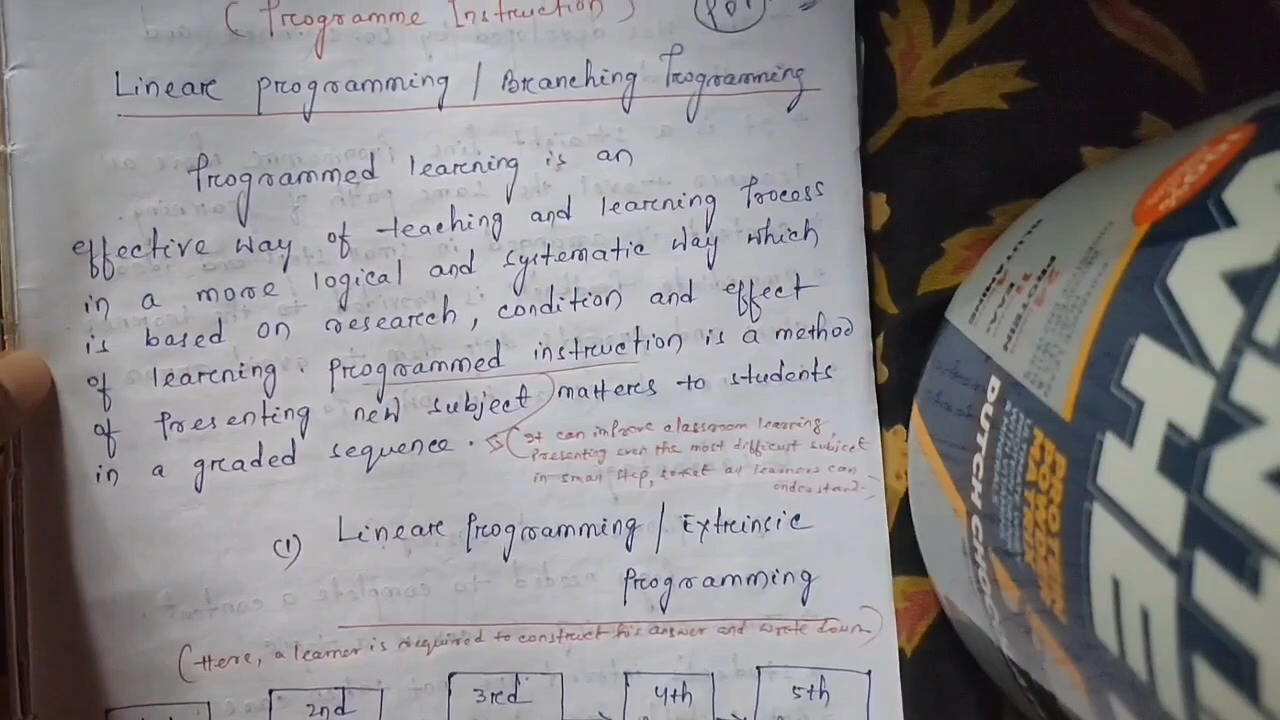 ( Programme Instruction )
Linear programming / Branching Programming
Programmed learning is an
effective way of teaching and learning Process
in a more logical and systematic way which
is based on research, condition and effect
of learning. Programmed instruction is a method
of Presenting new subject matters to students
in a graded sequence.
(It can improve classroom learning,
Presenting even the most difficult subject
in small step, so that all learners can
understand.)
(1) Linear Programming / Extrinsic
Programming
(Here, a learner is required to construct his answer and wrote down)
2nd
3rd
4th
5th
WHE
DUTCH CHOC